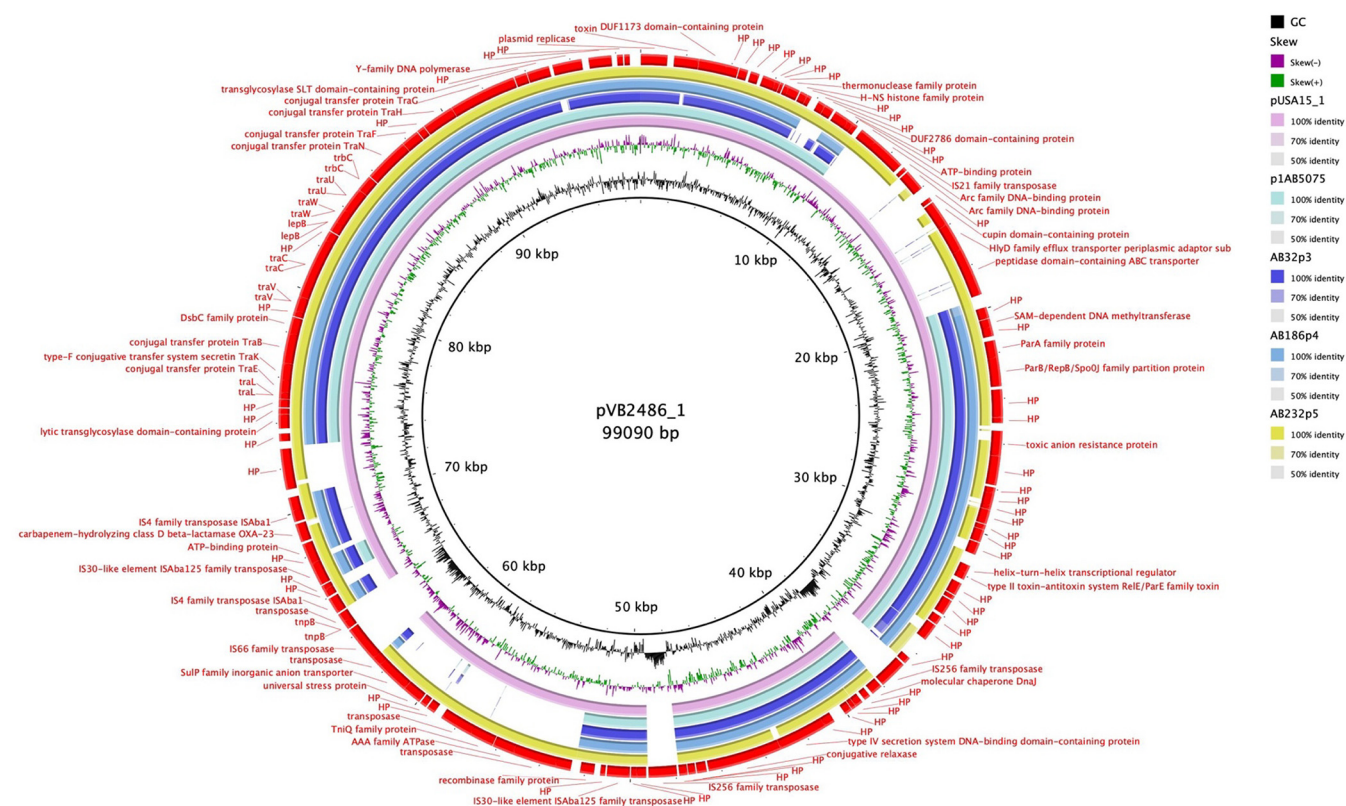 toxin
DUF1173 domain-containing protein
HP
HP
HP
HP
HP
HP
HP
thermonuclease family protein
H-NS histone family protein
HP
HP
HP
DUF2786 domain-containing protein
HP
HP
ATP-binding protein
IS21 family transposase
Arc family DNA-binding protein
Arc family DNA-binding protein
HP
cupin domain-containing protein
HlyD family efflux transporter periplasmic adaptor sub
peptidase domain-containing ABC transporter
HP
SAM-dependent DNA methyltransferase
HP
ParA family protein
ParB/RepB/Spo0J family partition protein
HP
HP
toxic anion resistance protein
HP
HP
HP
HP
HP
HP
HP
helix-turn-helix transcriptional regulator
type II toxin-antitoxin system RelE/ParE family toxin
HP
HP
HP
HP
HP
IS256 family transposase
molecular chaperone DnaJ
HP
HP
HP
HP
HP
type IV secretion system DNA-binding domain-containing protein
conjugative relaxase
HP
HP
HP
IS256 family transposase
HP
HP
IS30-like element ISAba125 family transposase
HP
recombinase family protein
transposase
AAA family ATPase
TniQ family protein
transposase
HP
HP
universal stress protein
SulP family inorganic anion transporter
transposase
IS66 family transposase
tnpB
tnpB
transposase
IS4 family transposase ISAba1
HP
HP
IS30-like element ISAba125 family transposase
HP
ATP-binding protein
carbapenem-hydrolyzing class D beta-lactamase OXA-23
IS4 family transposase ISAba1
HP
HP
lytic transglycosylase domain-containing protein
HP
HP
traL
traL
conjugal transfer protein TraE
type-F conjugative transfer system secretin TraK
conjugal transfer protein TraB
DsbC family protein
HP
traV
traV
traC
traC
HP
lepB
lepB
traW
traW
traU
traU
trbC
trbC
conjugal transfer protein TraN
conjugal transfer protein TraF
HP
conjugal transfer protein TraH
conjugal transfer protein TraG
transglycosylase SLT domain-containing protein
HP
Y-family DNA polymerase
HP
HP
plasmid replicase
10 kbp
20 kbp
30 kbp
40 kbp
50 kbp
60 kbp
70 kbp
80 kbp
90 kbp
pVB2486_1
99090 bp
GC
Skew
Skew(-)
Skew(+)
pUSA15_1
100% identity
70% identity
50% identity
p1AB5075
100% identity
70% identity
50% identity
AB32p3
100% identity
70% identity
50% identity
AB186p4
100% identity
70% identity
50% identity
AB232p5
100% identity
70% identity
50% identity